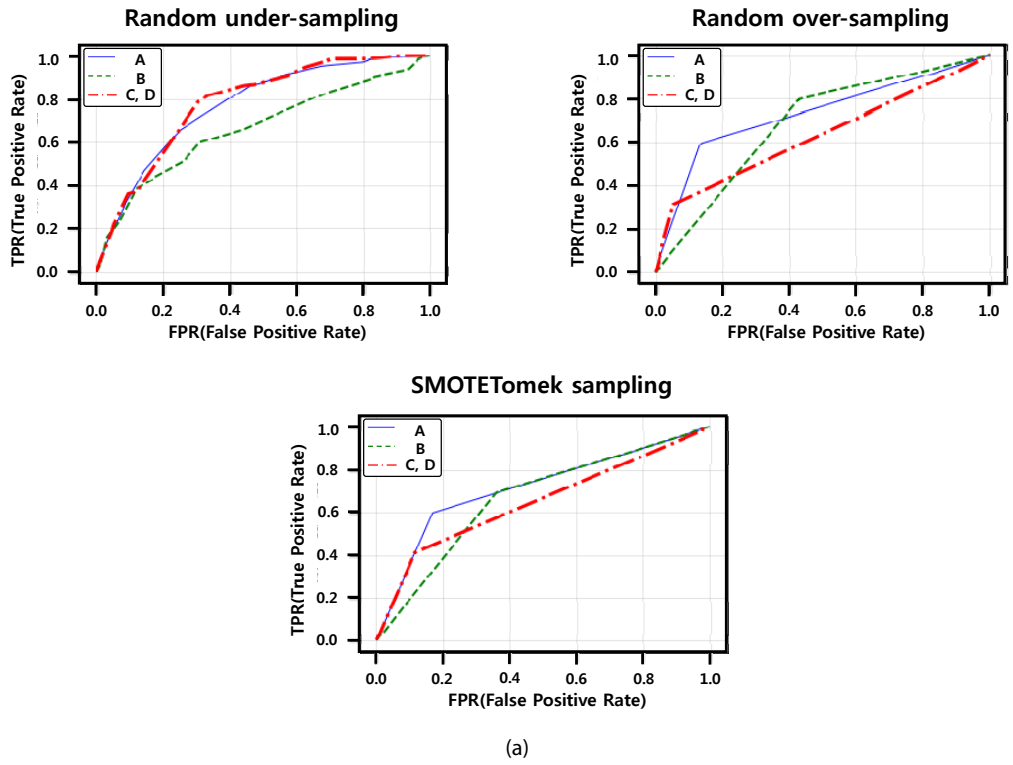 Random under-sampling
A
B
C, D
TPR(True Positive Rate)
1.0
0.8
0.6
0.4
0.2
0.0
0.0 0.2 0.4 0.6 0.8 1.0
FPR(False Positive Rate)
Random over-sampling
A
B
C, D
TPR(True Positive Rate)
1.0
0.8
0.6
0.4
0.2
0.0
0.0 0.2 0.4 0.6 0.8 1.0
FPR(False Positive Rate)
SMOTETomek sampling
A
B
C, D
TPR(True Positive Rate)
1.0
0.8
0.6
0.4
0.2
0.0
0.0 0.2 0.4 0.6 0.8 1.0
FPR(False Positive Rate)
(a)